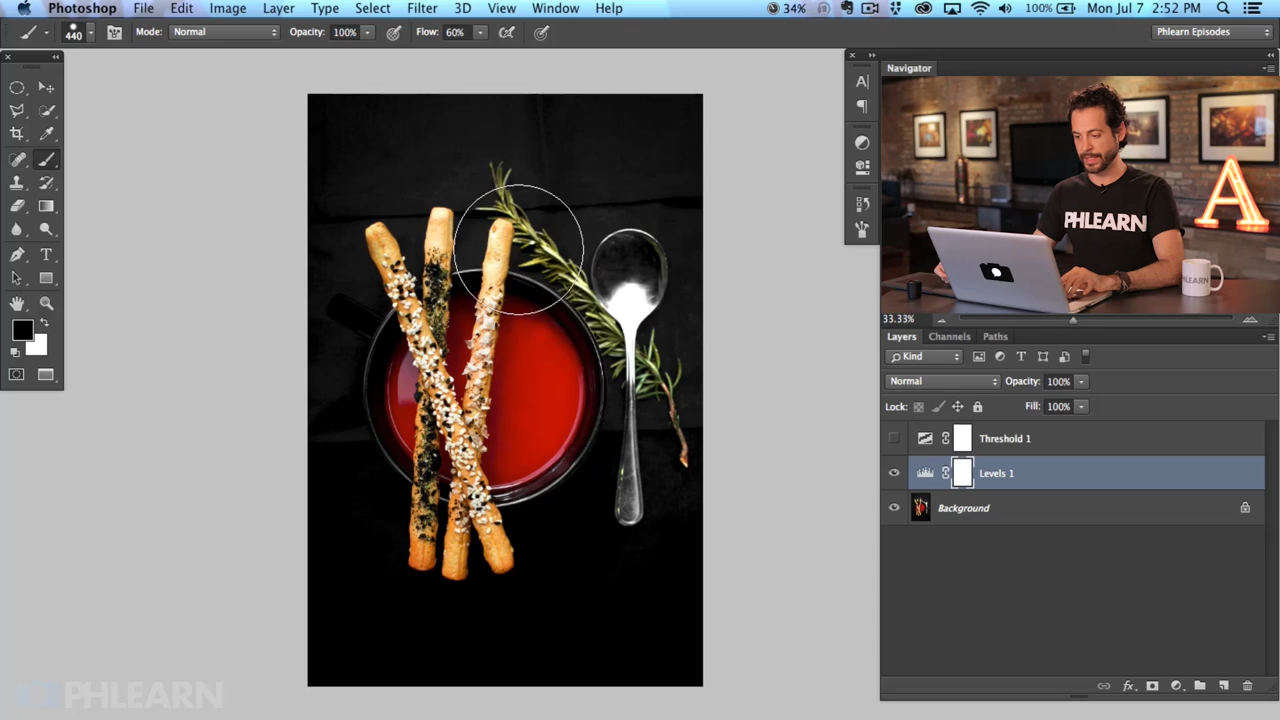 Photoshop File Edit Image Layer Type Select Filter 3D View Window Help 34% 100% Mon Jul 7 2:52 PM
440 Mode: Normal Opacity: 100% Flow: 60% Phlearn Episodes
Navigator
A
PHLEARN
PHLEARN
33.33%
Layers Channels Paths
Kind
Normal Opacity: 100%
Lock: Fill: 100%
Threshold 1
Levels 1
Background
fx
PHLEARN